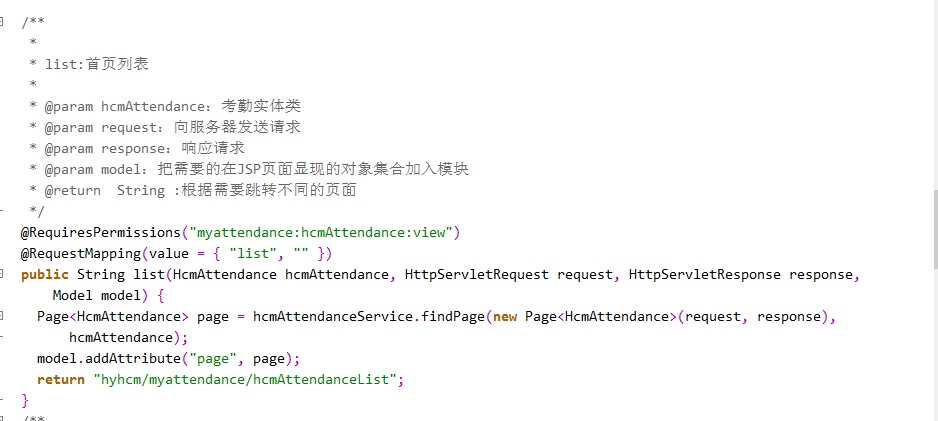 /**
 *
 * list:首页列表
 *
 * @param hcmAttendance：考勤实体类
 * @param request：向服务器发送请求
 * @param response：响应请求
 * @param model：把需要的在JSP页面显现的对象集合加入模块
 * @return  String :根据需要跳转不同的页面
 */
@RequiresPermissions("myattendance:hcmAttendance:view")
@RequestMapping(value = { "list", "" })
public String list(HcmAttendance hcmAttendance, HttpServletRequest request, HttpServletResponse response,
    Model model) {
  Page<HcmAttendance> page = hcmAttendanceService.findPage(new Page<HcmAttendance>(request, response),
      hcmAttendance);
  model.addAttribute("page", page);
  return "hyhcm/myattendance/hcmAttendanceList";
}
/**